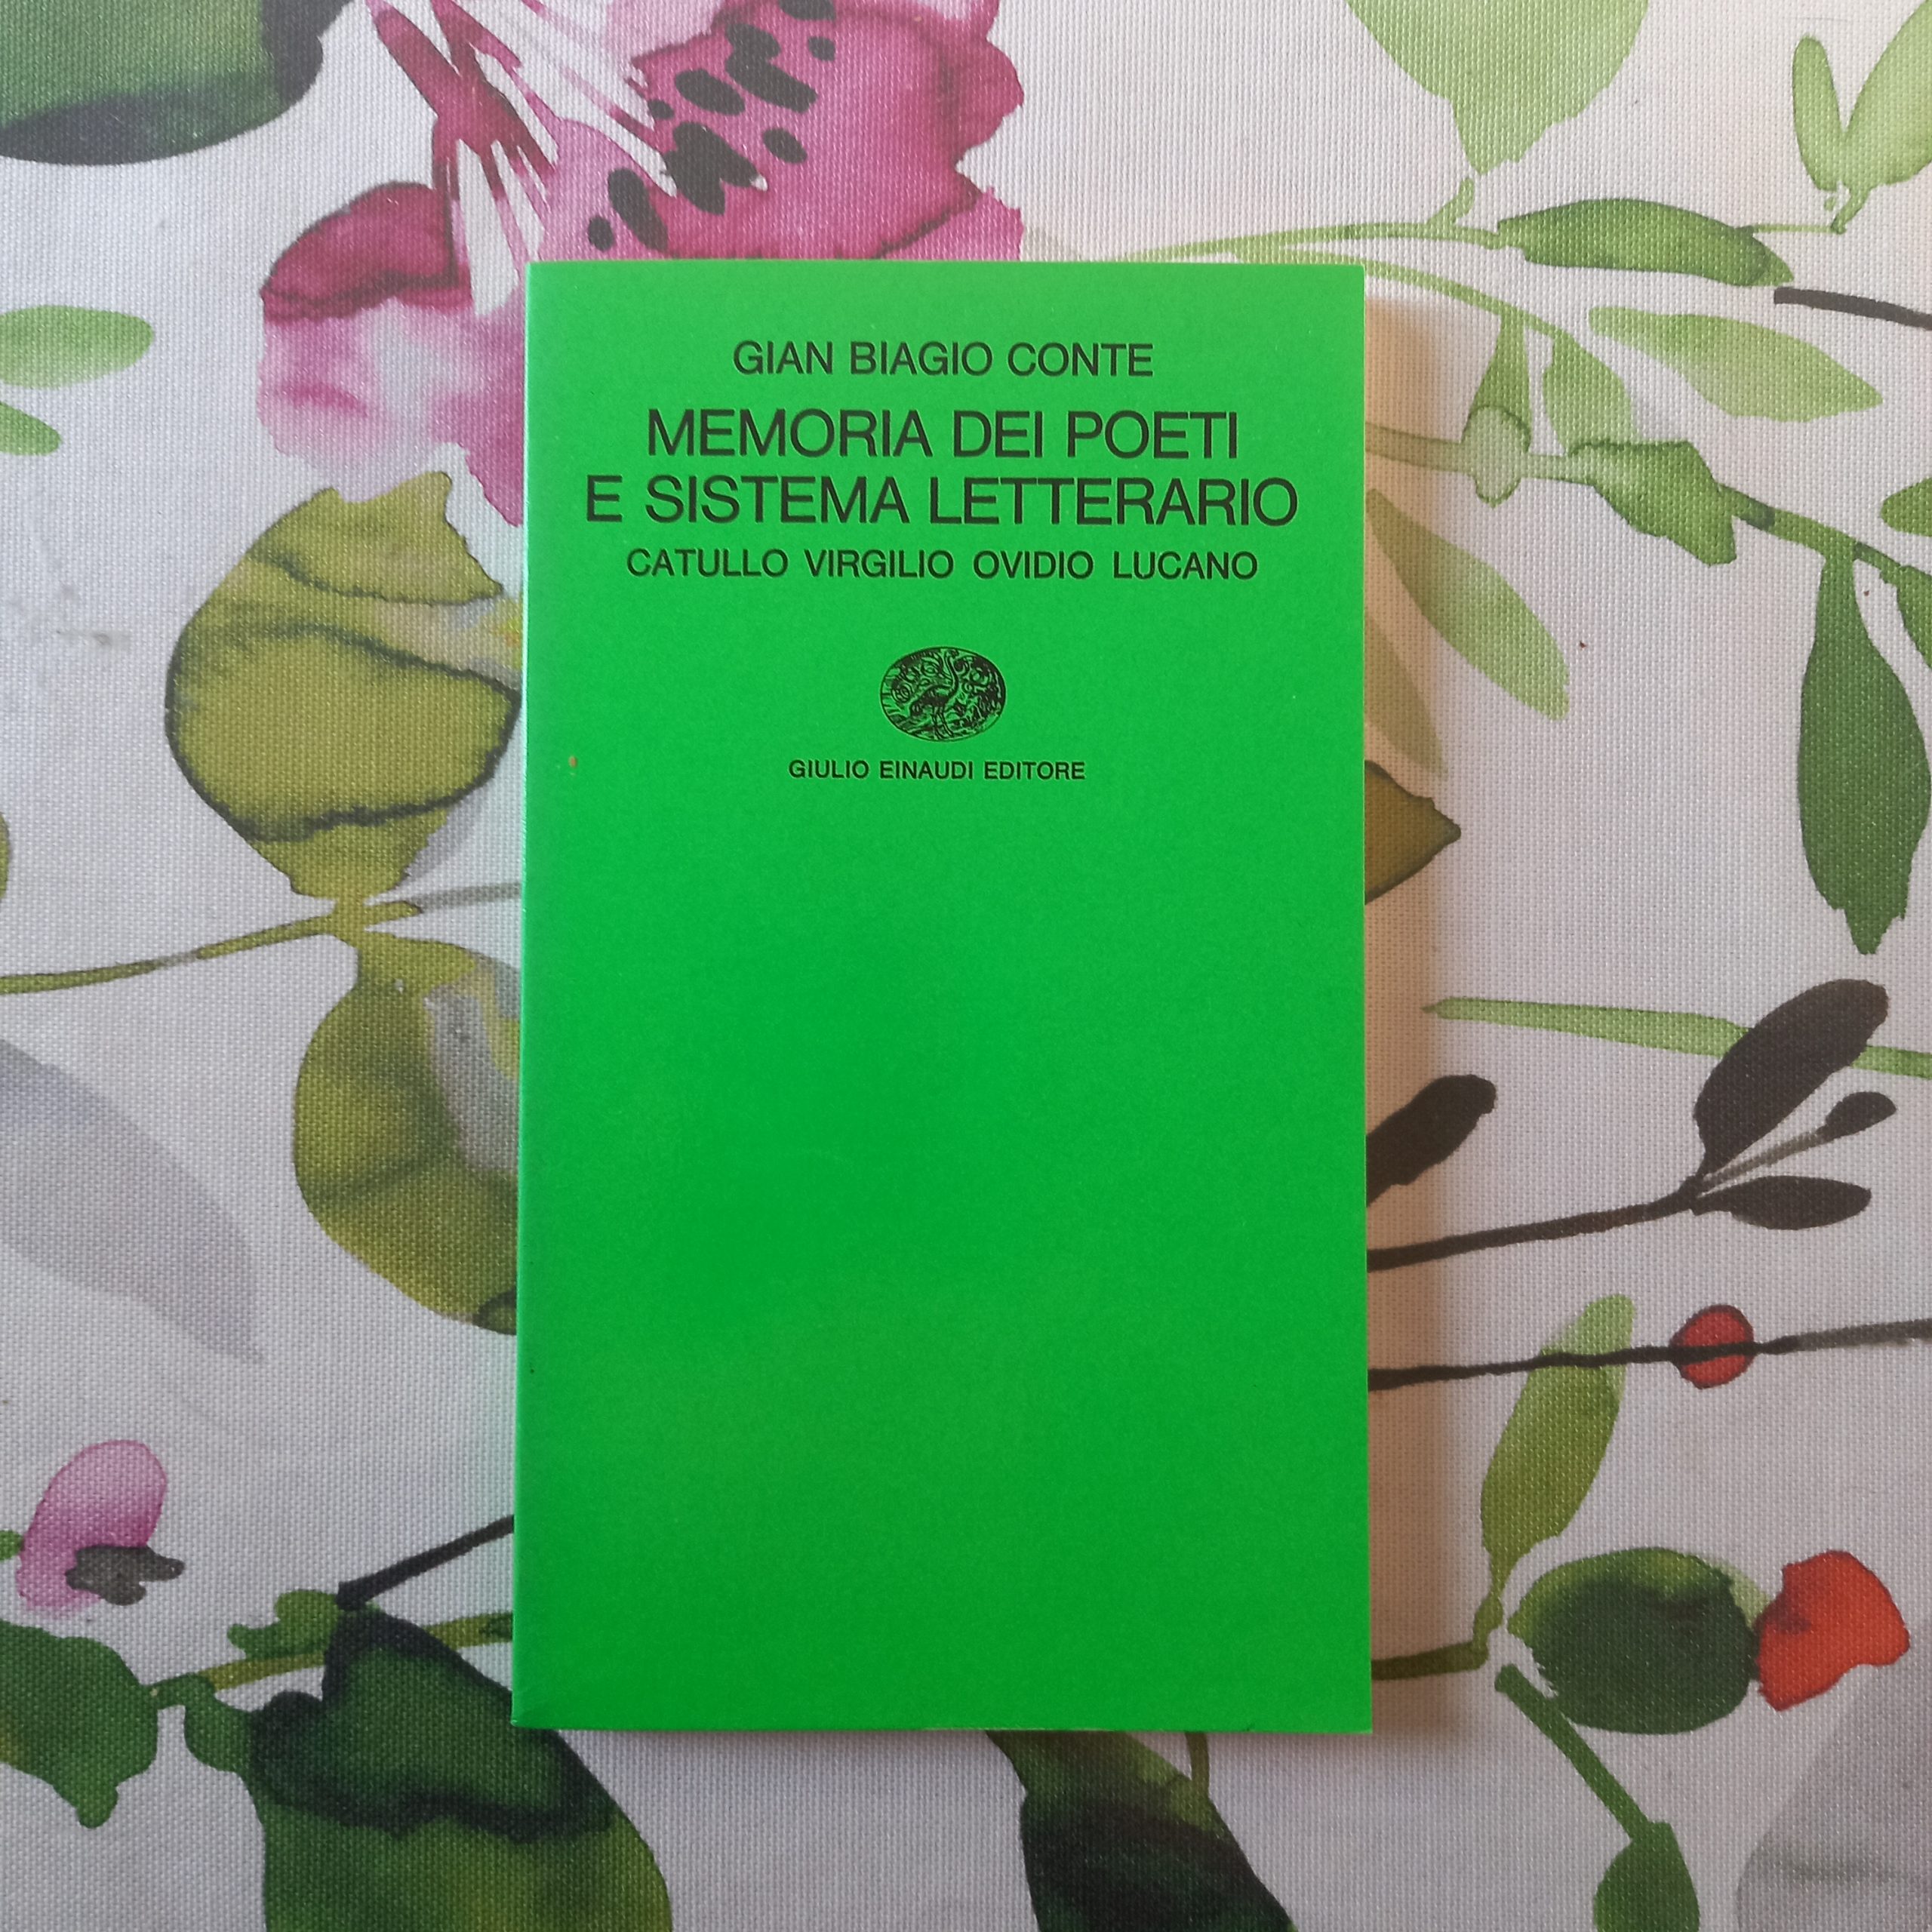 GIAN BIAGIO CONTE
MEMORIA DEI POETI
E SISTEMA LETTERARIO
CATULLO VIRGILIO OVIDIO LUCANO
GIULIO EINAUDI EDITORE